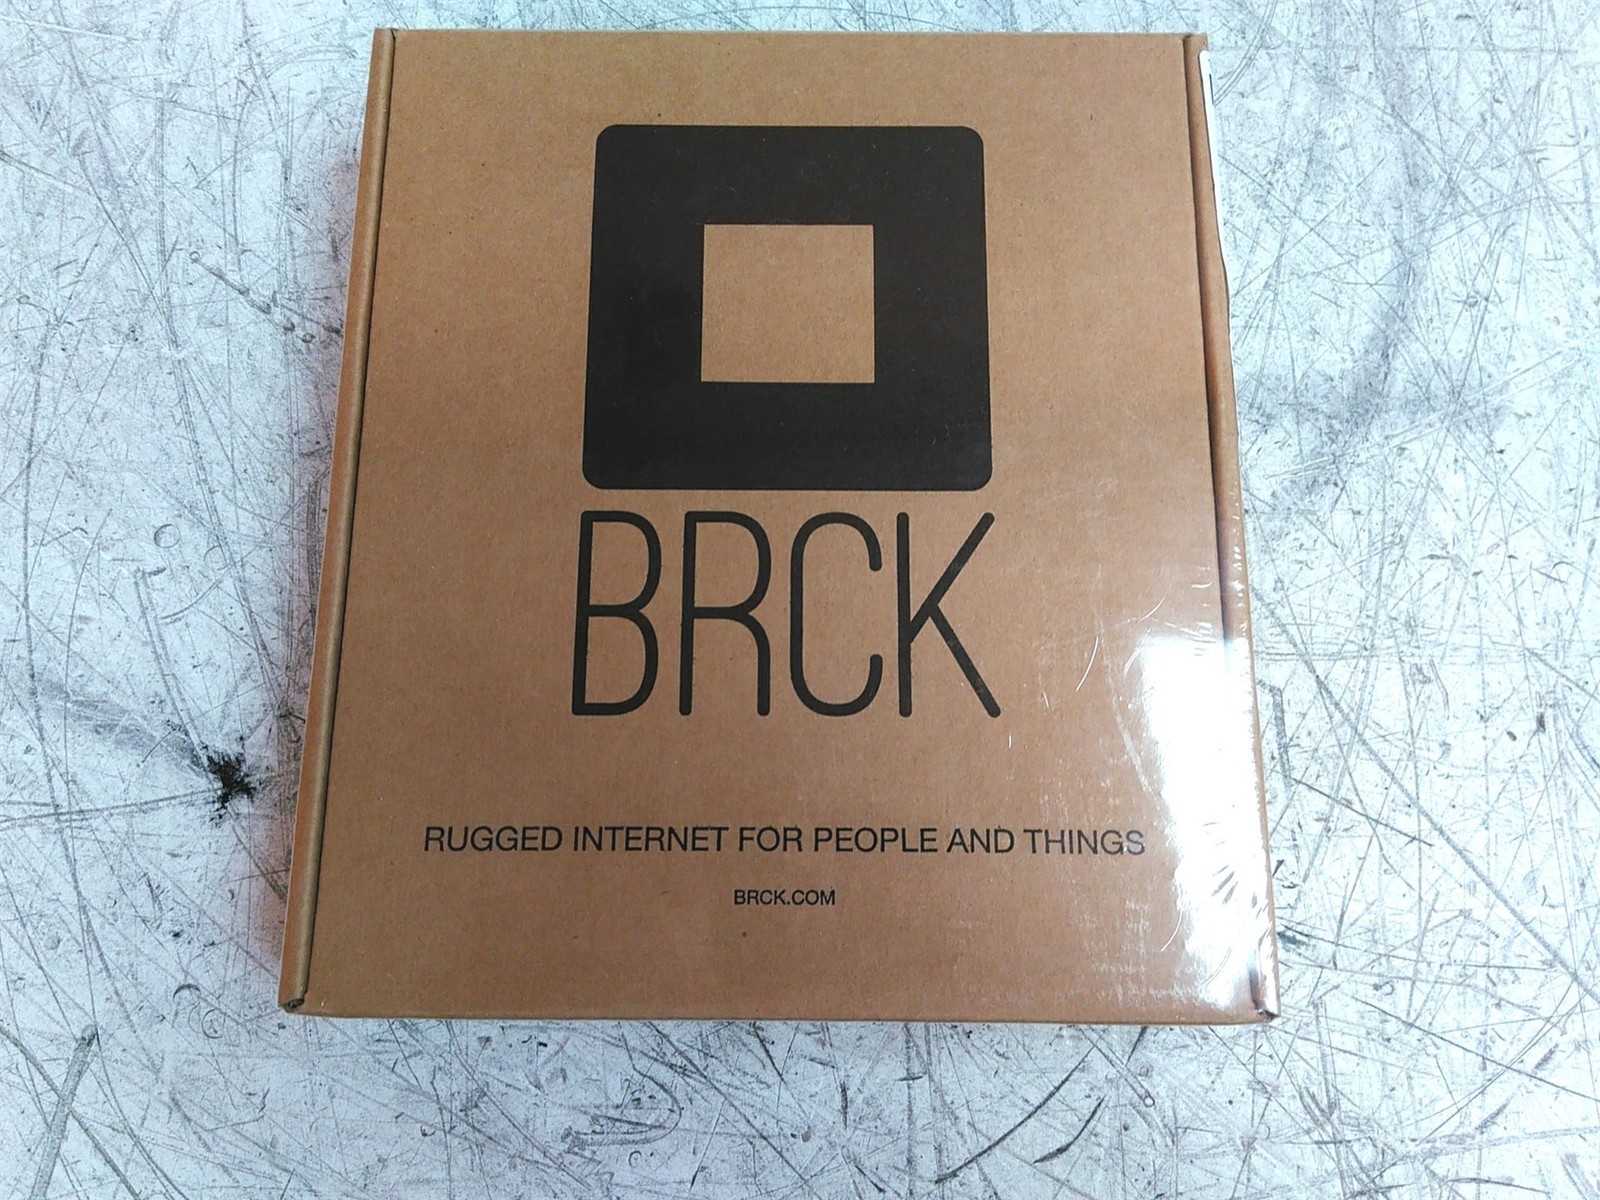 BRCK
RUGGED INTERNET FOR PEOPLE AND THINGS
BRCK.COM